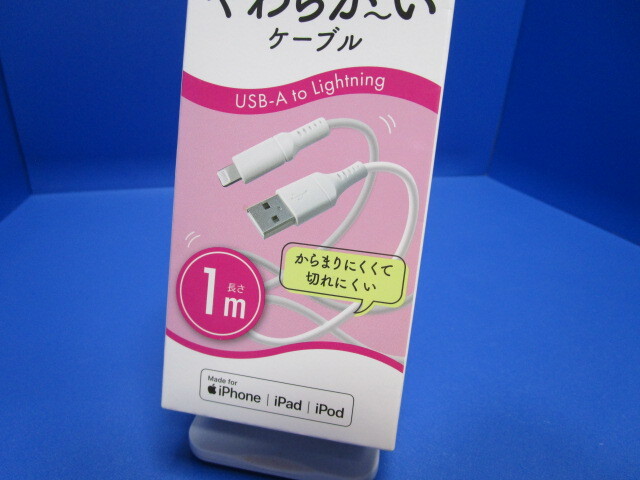 やわらか〜い
ケーブル
USB-A to Lightning
からまりにくくて
切れにくい
長さ
1m
Made for
iPhone | iPad | iPod